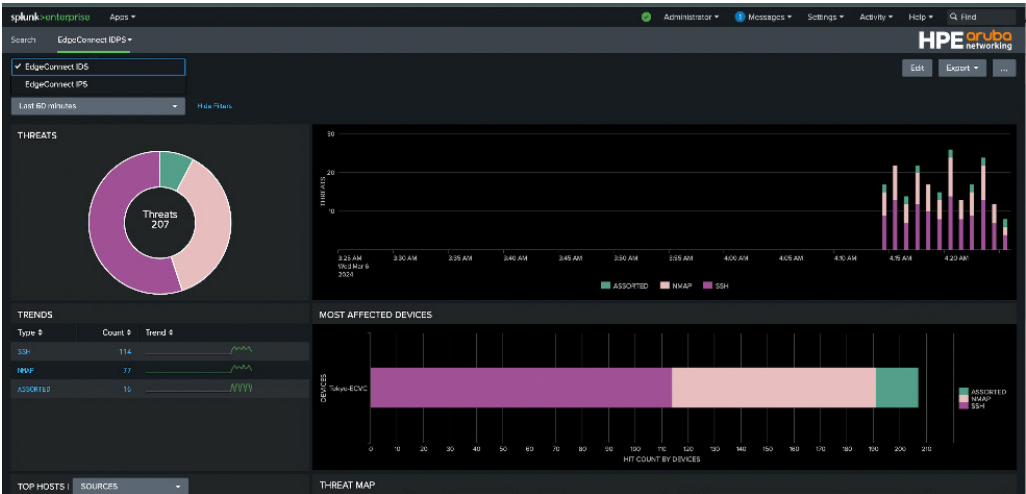 splunk>enterprise Apps Administrator 1 Messages Settings Activity Help Find
Search EdgeConnect IDPS HPE aruba networking
EdgeConnect IDS Edit Export ...
EdgeConnect IPS
Last 60 minutes Hide Filters
THREATS
Threats
207
THREATS
30
20
10
3:25 AM 3:30 AM 3:35 AM 3:40 AM 3:45 AM 3:50 AM 3:55 AM 4:00 AM 4:05 AM 4:10 AM 4:15 AM 4:20 AM
Wed Mar 6
2024
ASSORTED NMAP SSH
TRENDS
Type Count Trend
SSH 114
NMAP 77
ASSORTED 16
MOST AFFECTED DEVICES
DEVICES
Tokyo-ECVC
ASSORTED
NMAP
SSH
0 10 20 30 40 50 60 70 80 90 100 110 120 130 140 150 160 170 180 190 200 210
HIT COUNT BY DEVICES
TOP HOSTS | SOURCES
THREAT MAP